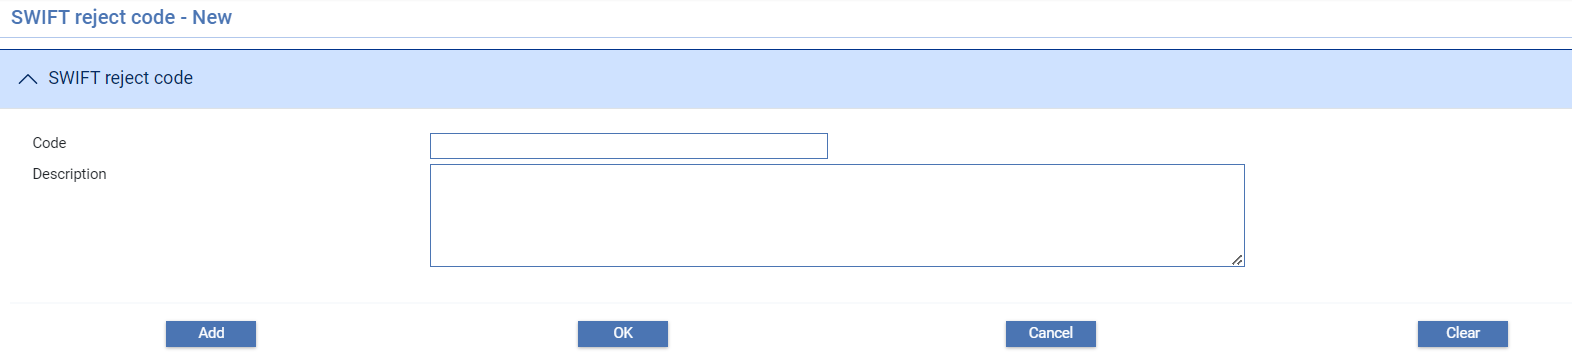 SWIFT reject code - New
SWIFT reject code
Code
Description
Add OK Cancel Clear